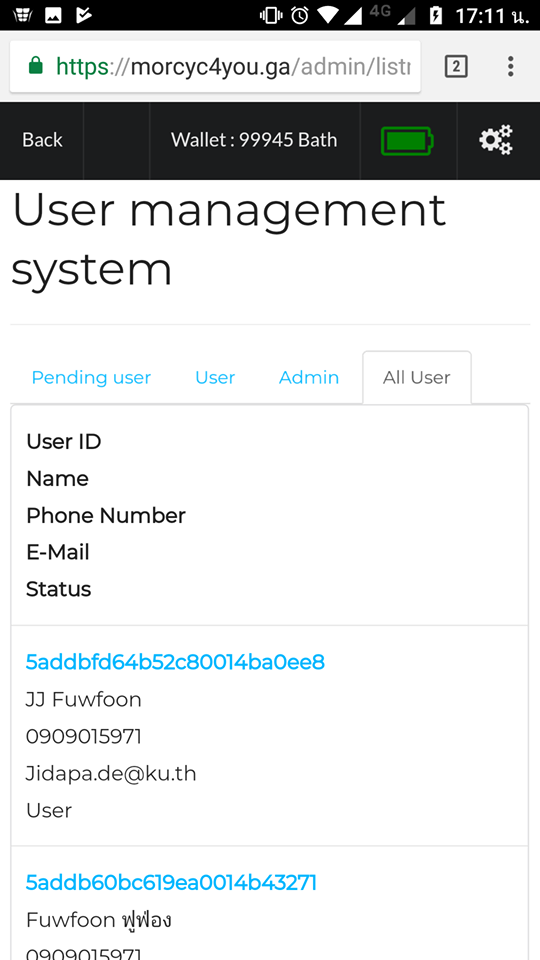 4G 17:11 น.
https://morcyc4you.ga/admin/listr
2
Back
Wallet : 99945 Bath
User management
system
Pending user
User
Admin
All User
User ID
Name
Phone Number
E-Mail
Status
5addbfd64b52c80014ba0ee8
JJ Fuwfoon
0909015971
Jidapa.de@ku.th
User
5addb60bc619ea0014b43271
Fuwfoon ฟูฟ่อง
0909015971